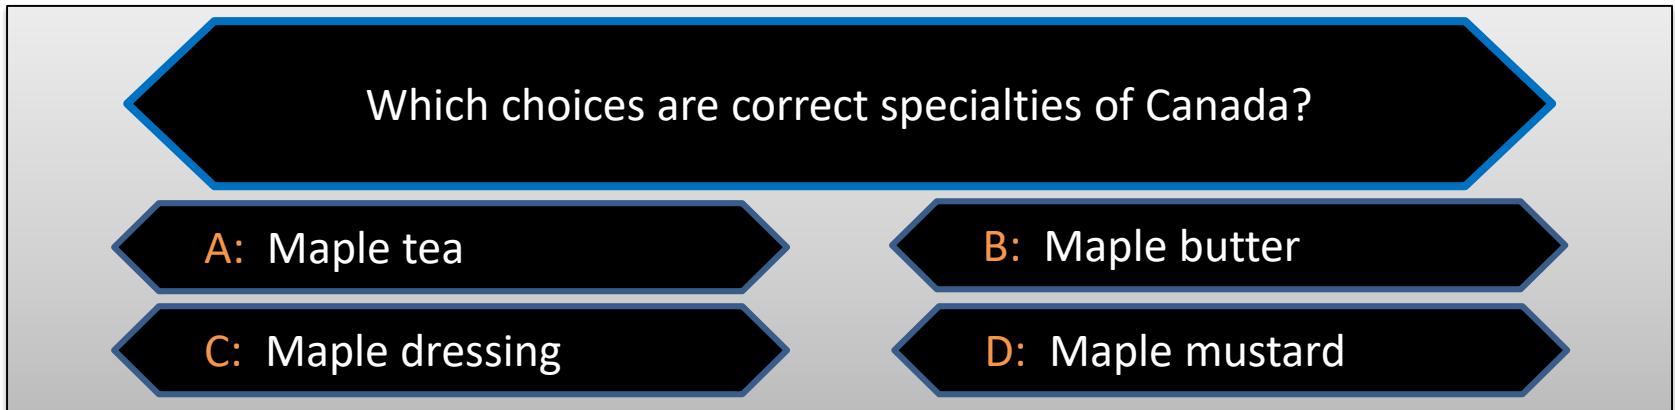 Which choices are correct specialties of Canada?
A: Maple tea
B: Maple butter
C: Maple dressing
D: Maple mustard